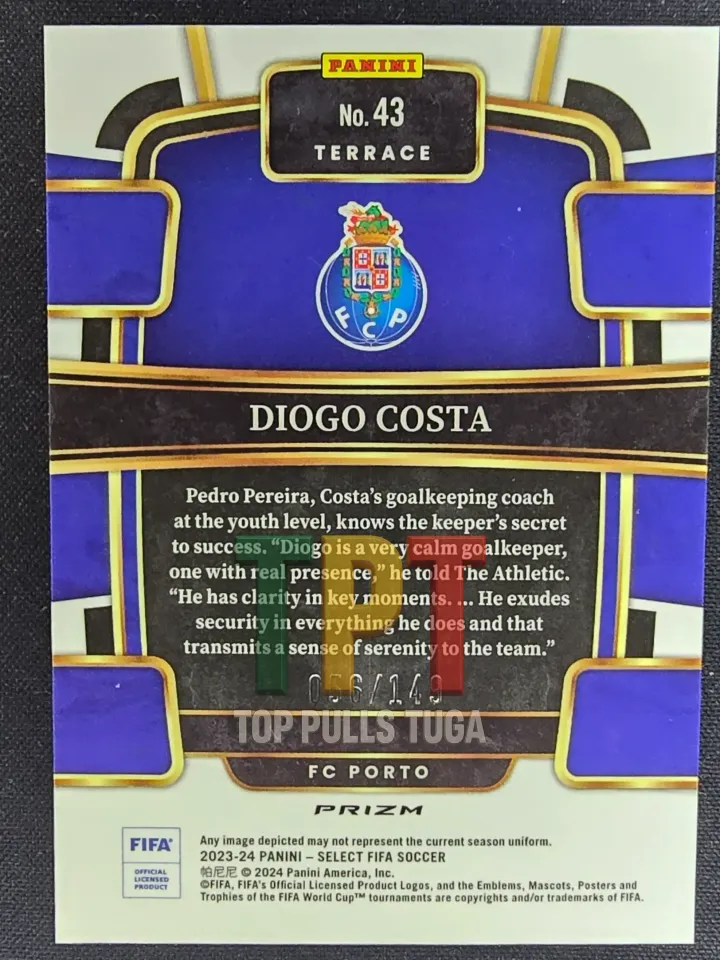 PANINI
No. 43
TERRACE
FCP
DIOGO COSTA
Pedro Pereira, Costa's goalkeeping coach
at the youth level, knows the keeper's secret
to success. “Diogo is a very calm goalkeeper,
one with real presence,” he told The Athletic.
“He has clarity in key moments. ... He exudes
security in everything he does and that
transmits a sense of serenity to the team.”
TPT
TOP PULLS TUGA
FC PORTO
PRIZM
FIFA®
OFFICIAL
LICENSED
PRODUCT
Any image depicted may not represent the current season uniform.
2023-24 PANINI – SELECT FIFA SOCCER
帕尼尼 © 2024 Panini America, Inc.
©FIFA, FIFA's Official Licensed Product Logos, and the Emblems, Mascots, Posters and
Trophies of the FIFA World Cup™ tournaments are copyrights and/or trademarks of FIFA.